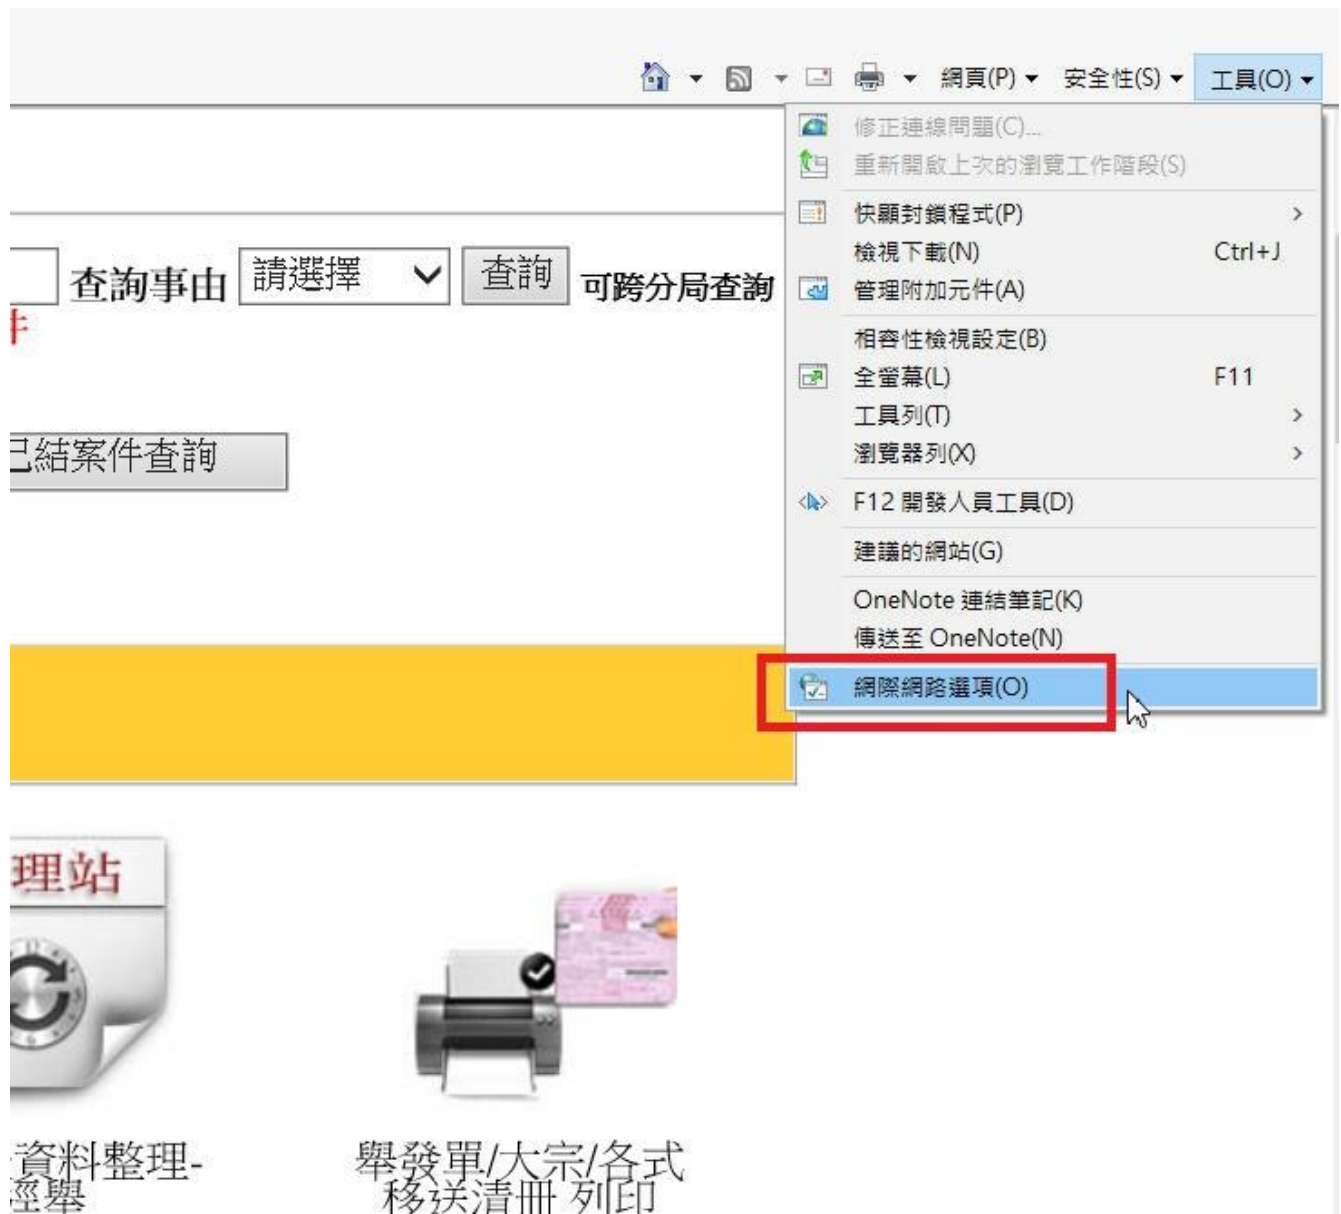 網頁(P) 安全性(S) 工具(O)
修正連線問題(C)...
重新開啟上次的瀏覽工作階段(S)
快顯封鎖程式(P)
檢視下載(N) Ctrl+J
管理附加元件(A)
相容性檢視設定(B)
全螢幕(L) F11
工具列(T)
瀏覽器列(X)
F12 開發人員工具(D)
建議的網站(G)
OneNote 連結筆記(K)
傳送至 OneNote(N)
網際網路選項(O)
查詢事由 請選擇 查詢 可跨分局查詢
件
已結案件查詢
理站
資料整理-
逕舉
舉發單/大宗/各式
移送清冊 列印